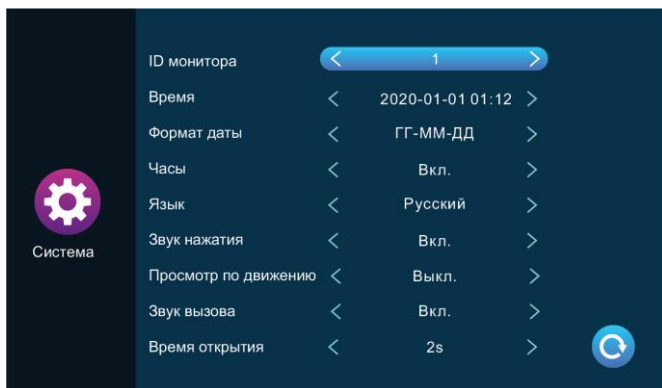 ID монитора 1
Время 2020-01-01 01:12
Формат даты ГГ-ММ-ДД
Часы Вкл.
Язык Русский
Звук нажатия Вкл.
Просмотр по движению Выкл.
Звук вызова Вкл.
Время открытия 2s
Система